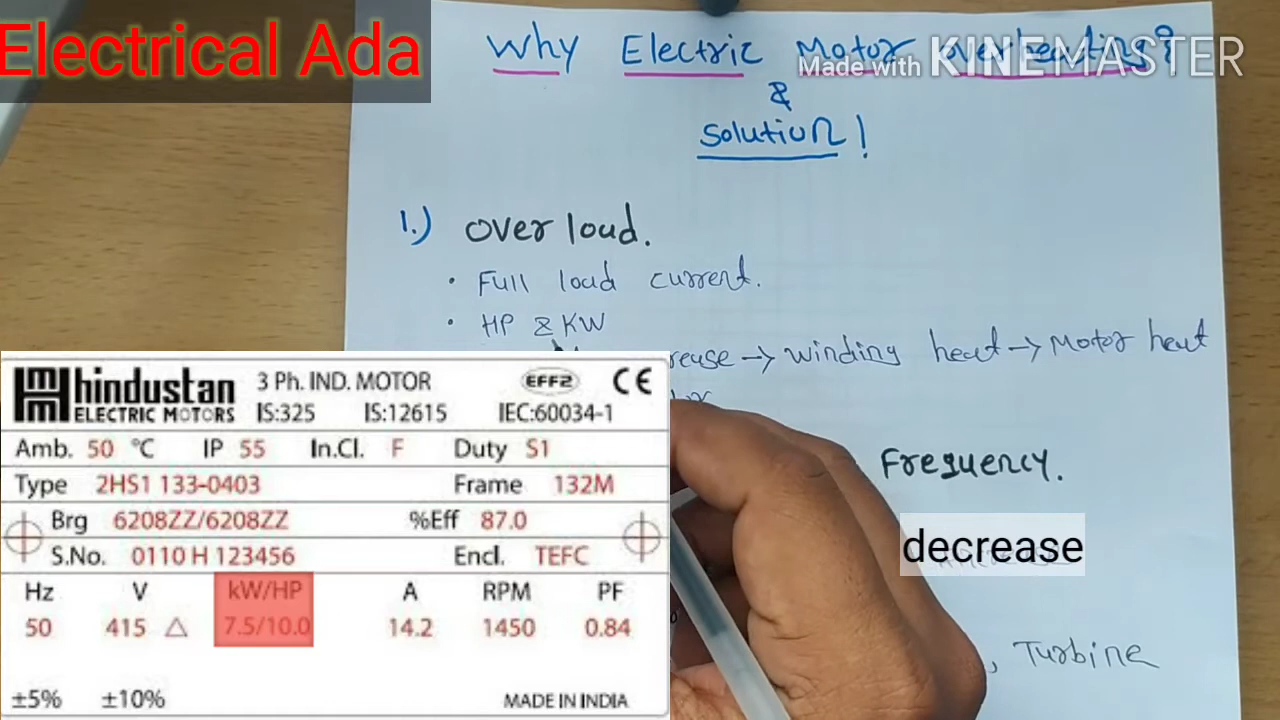 Electrical Ada
Why Electric Motor overheating?
Made with KINEMASTER
&
Solution!
1.) Over load.
• Full load current.
• HP & KW
→ winding heat → Motor heat
Frequency.
decrease
, Turbine
hindustan
ELECTRIC MOTORS
3 Ph. IND. MOTOR EFF2 CE
IS:325 IS:12615 IEC:60034-1
Amb. 50 °C IP 55 In.Cl. F Duty S1
Type 2HS1 133-0403 Frame 132M
Brg 6208ZZ/6208ZZ %Eff 87.0
S.No. 0110 H 123456 Encl. TEFC
Hz V kW/HP A RPM PF
50 415 △ 7.5/10.0 14.2 1450 0.84
±5% ±10% MADE IN INDIA